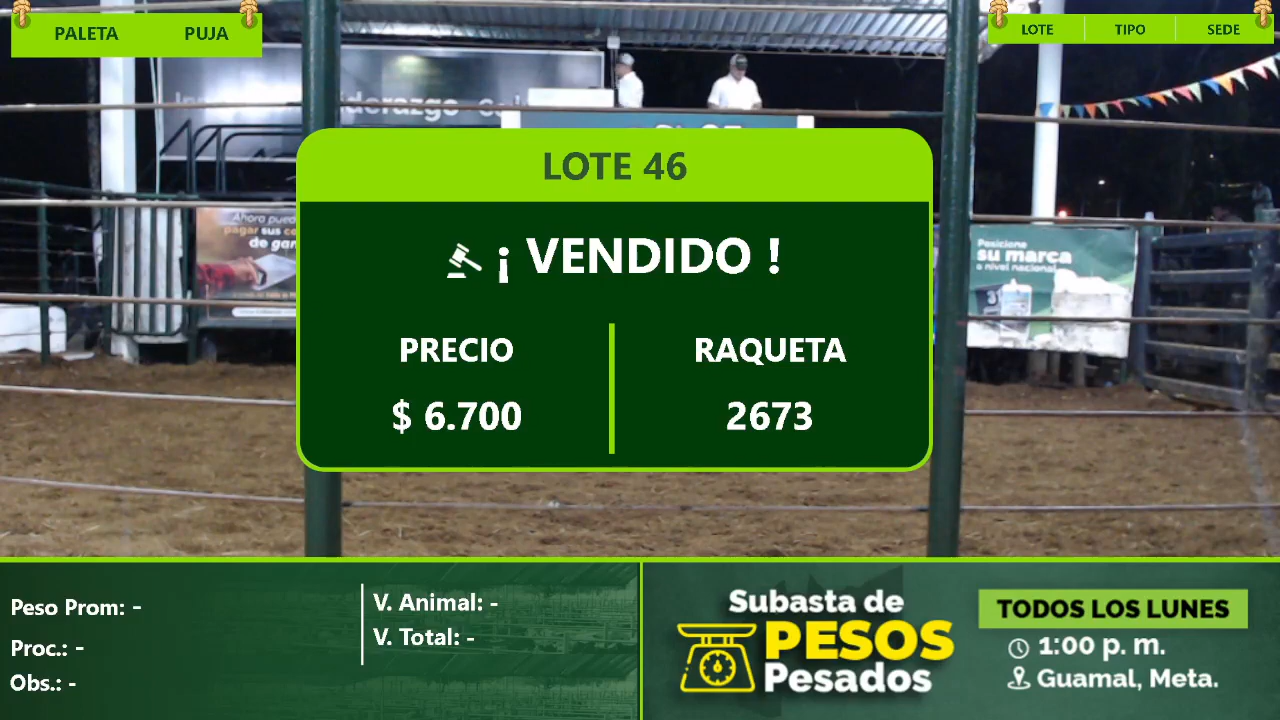 PALETA PUJA
LOTE TIPO SEDE
derazgo
LOTE 46
¡ VENDIDO !
PRECIO RAQUETA
$ 6.700 2673
Ahora
pagar sus
de
Posicione
su marca
a nivel nacional
Peso Prom: -
Proc.: -
Obs.: -
V. Animal: -
V. Total: -
Subasta de
PESOS
Pesados
TODOS LOS LUNES
1:00 p. m.
Guamal, Meta.